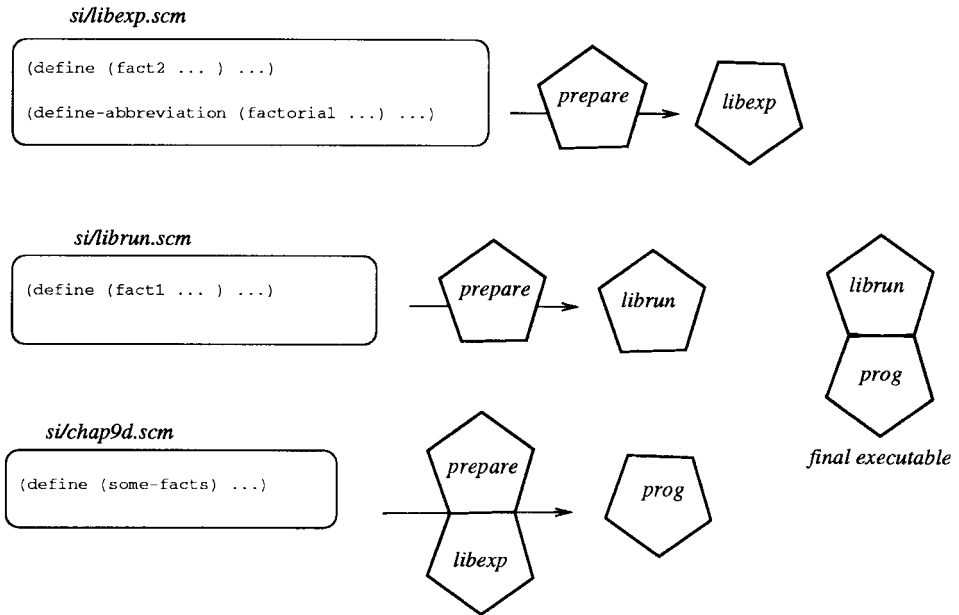 si/libexp.scm
(define (fact2 ... ) ...)
(define-abbreviation (factorial ...) ...)
prepare
libexp
si/librun.scm
(define (fact1 ... ) ...)
prepare
librun
librun
prog
final executable
si/chap9d.scm
(define (some-facts) ...)
prepare
libexp
prog